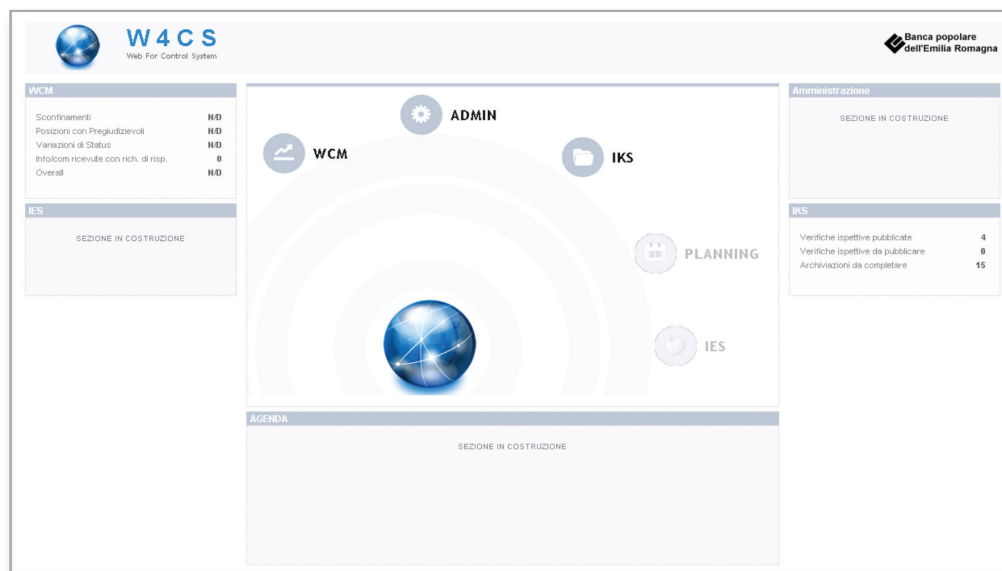 W4CS
Web For Control System
Banca popolare
dell'Emilia Romagna
WCM
Sconfinamenti N/D
Posizioni con Pregiudizievoli N/D
Variazioni di Status N/D
Info/com ricevute con rich. di risp. 0
Overall N/D
IES
SEZIONE IN COSTRUZIONE
ADMIN
WCM
IKS
28
PLANNING
IES
AGENDA
SEZIONE IN COSTRUZIONE
Amministrazione
SEZIONE IN COSTRUZIONE
IKS
Verifiche ispettive pubblicate 4
Verifiche ispettive da pubblicare 0
Archiviazioni da completare 15